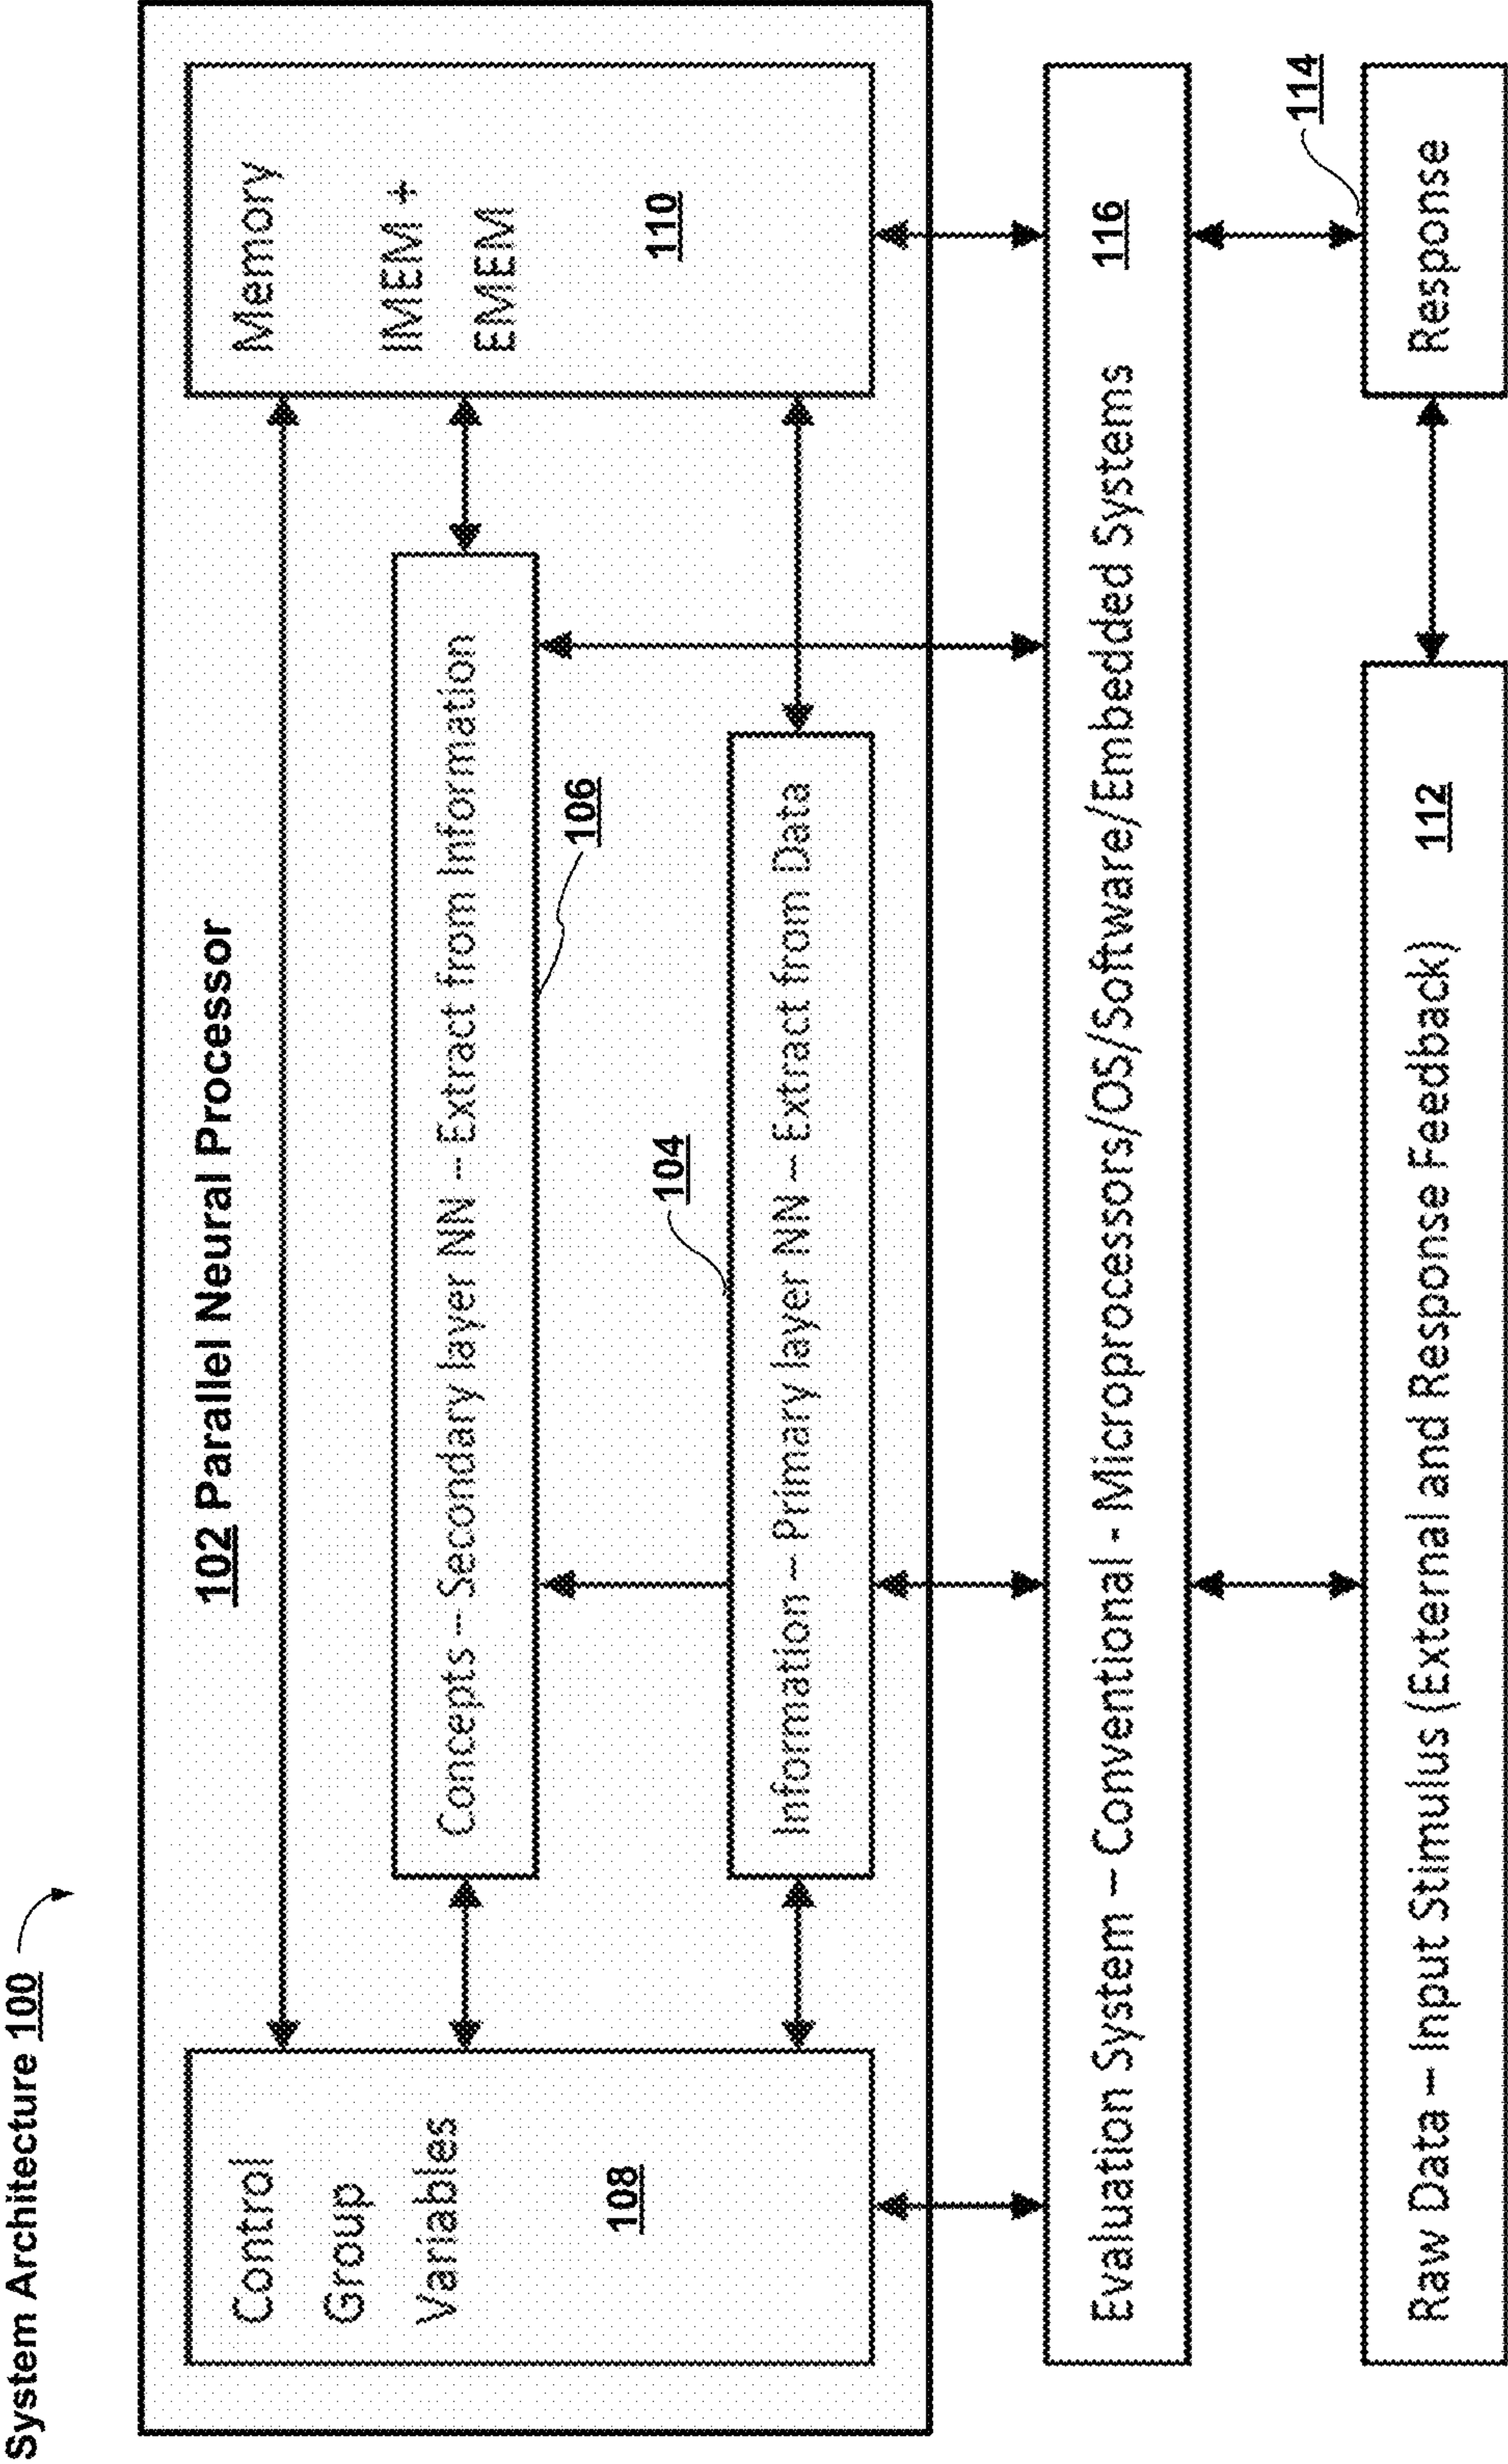 System Architecture 100
102 Parallel Neural Processor
Control
Group
Variables
108
Concepts -- Secondary layer NN -- Extract from Information
106
104
Information -- Primary layer NN -- Extract from Data
Memory
IMEM +
EMEM
110
Evaluation System – Conventional - Microprocessors/OS/Software/Embedded Systems 116
114
Raw Data – Input Stimulus (External and Response Feedback) 112
Response